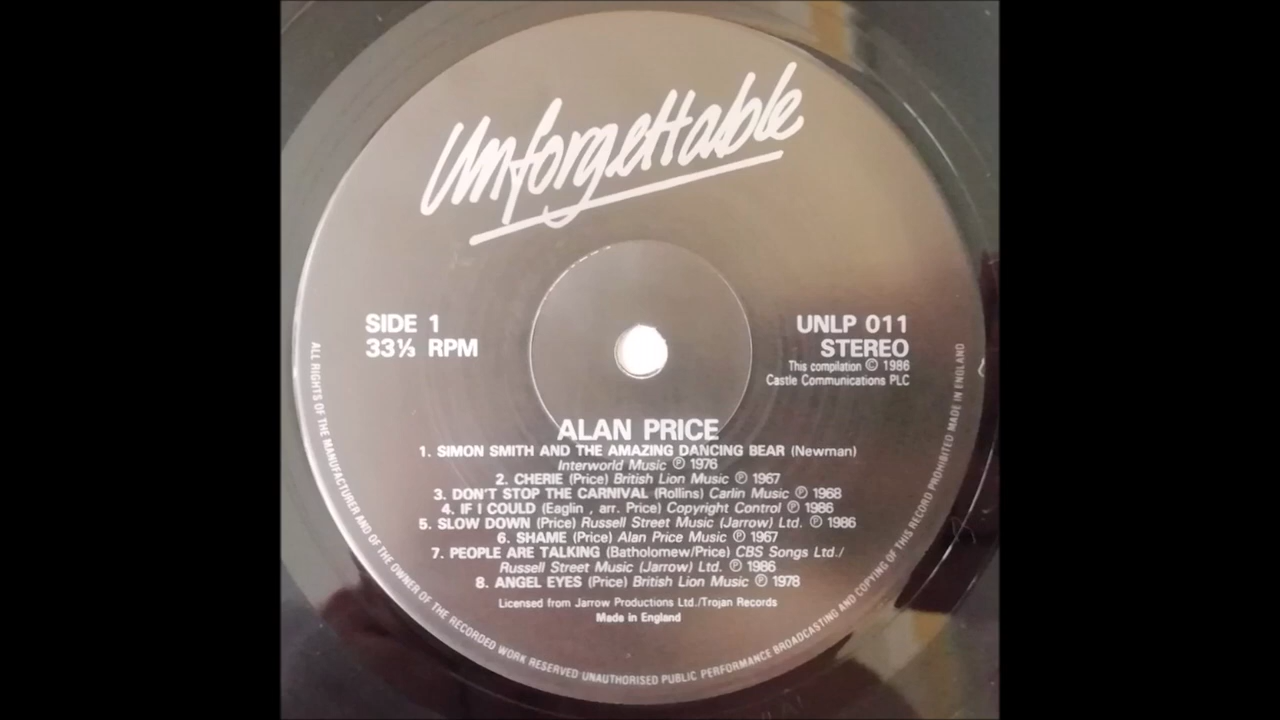 Unforgettable
SIDE 1
33⅓ RPM
UNLP 011
STEREO
This compilation © 1986
Castle Communications PLC
ALAN PRICE
1. SIMON SMITH AND THE AMAZING DANCING BEAR (Newman)
Interworld Music ℗ 1976
2. CHERIE (Price) British Lion Music ℗ 1967
3. DON'T STOP THE CARNIVAL (Rollins) Carlin Music ℗ 1968
4. IF I COULD (Eaglin , arr. Price) Copyright Control ℗ 1986
5. SLOW DOWN (Price) Russell Street Music (Jarrow) Ltd. ℗ 1986
6. SHAME (Price) Alan Price Music ℗ 1967
7. PEOPLE ARE TALKING (Batholomew/Price) CBS Songs Ltd./
Russell Street Music (Jarrow) Ltd. ℗ 1986
8. ANGEL EYES (Price) British Lion Music ℗ 1978
Licensed from Jarrow Productions Ltd./Trojan Records
Made in England
ALL RIGHTS OF THE MANUFACTURER AND OF THE OWNER OF THE RECORDED WORK RESERVED UNAUTHORISED PUBLIC PERFORMANCE BROADCASTING AND COPYING OF THIS RECORD PROHIBITED MADE IN ENGLAND